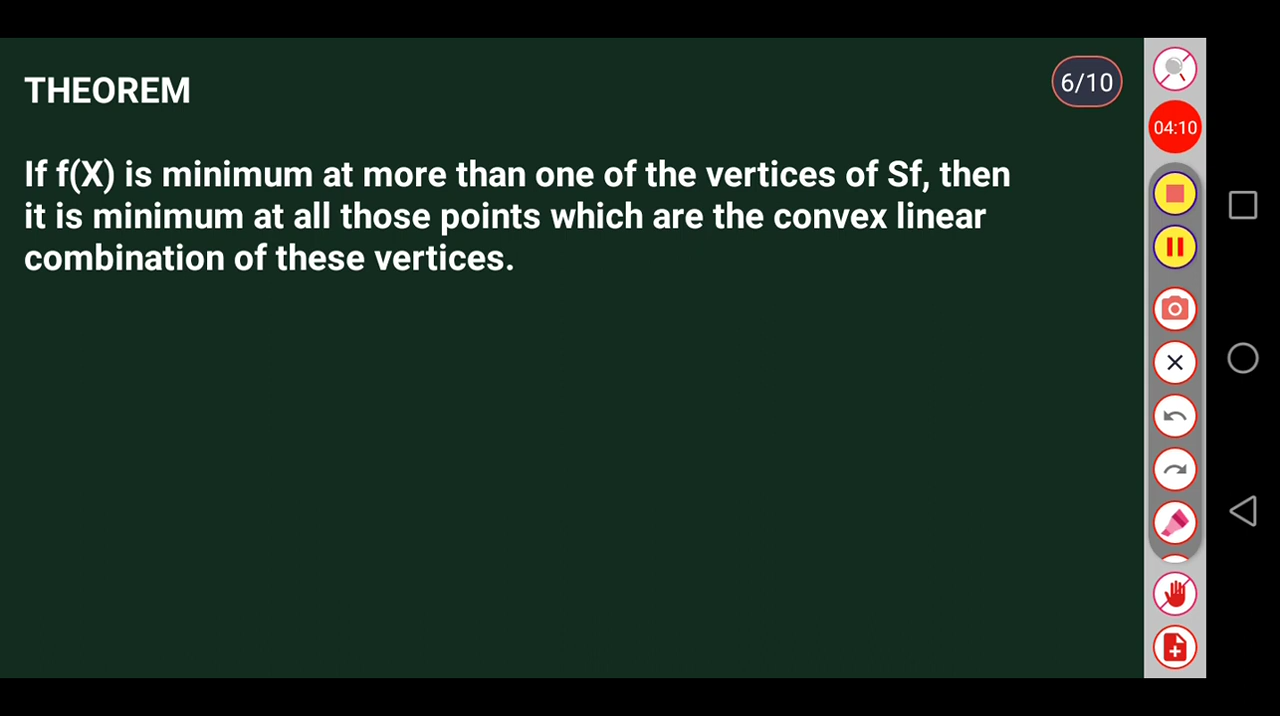 THEOREM
6/10
04:10
If f(X) is minimum at more than one of the vertices of Sf, then
it is minimum at all those points which are the convex linear
combination of these vertices.